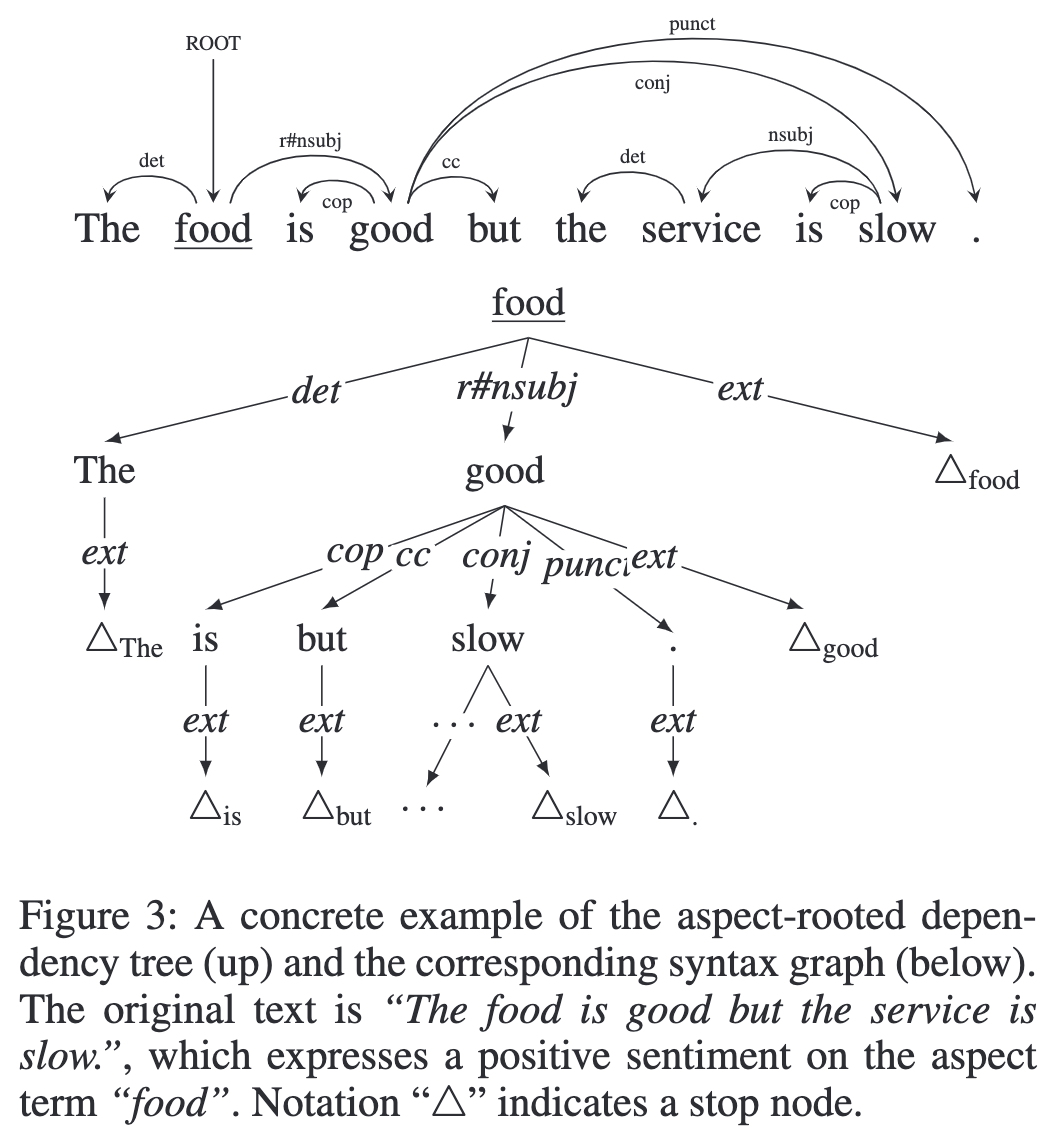 punct
ROOT
conj
r#nsubj
nsubj
det
cc
det
cop
cop
The food is good but the service is slow .
food
det r#nsubj ext
The good △food
ext cop cc conj punct ext
△The is but slow . △good
ext ext ... ext ext
△is △but ... △slow △.
Figure 3: A concrete example of the aspect-rooted depen-
dency tree (up) and the corresponding syntax graph (below).
The original text is “The food is good but the service is
slow.”, which expresses a positive sentiment on the aspect
term “food”. Notation “△” indicates a stop node.